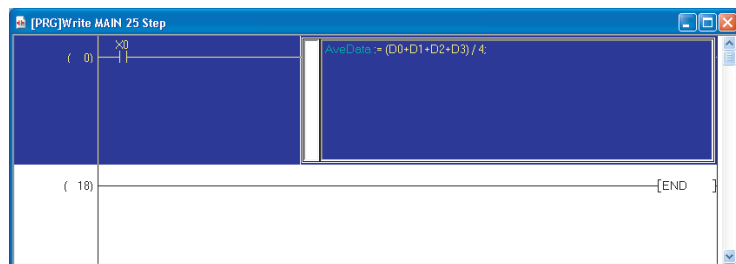 [PRG]Write MAIN 25 Step
X0
( 0)
AveData := (D0+D1+D2+D3) / 4;
( 18) [END ]